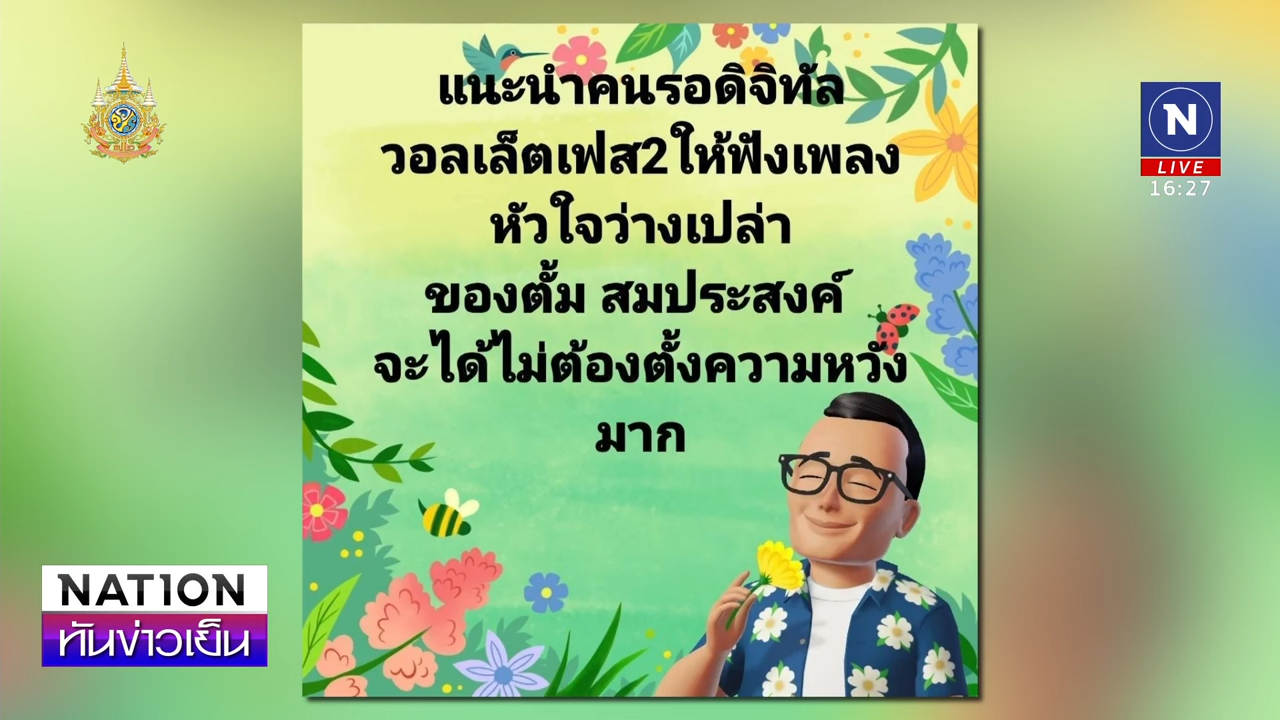 แนะนำคนรอดิจิทัล
วอลเล็ตเฟส2ให้ฟังเพลง
หัวใจว่างเปล่า
ของตั้ม สมประสงค์
จะได้ไม่ต้องตั้งความหวัง
มาก
N
LIVE
16:27
NATION
ทันข่าวเย็น